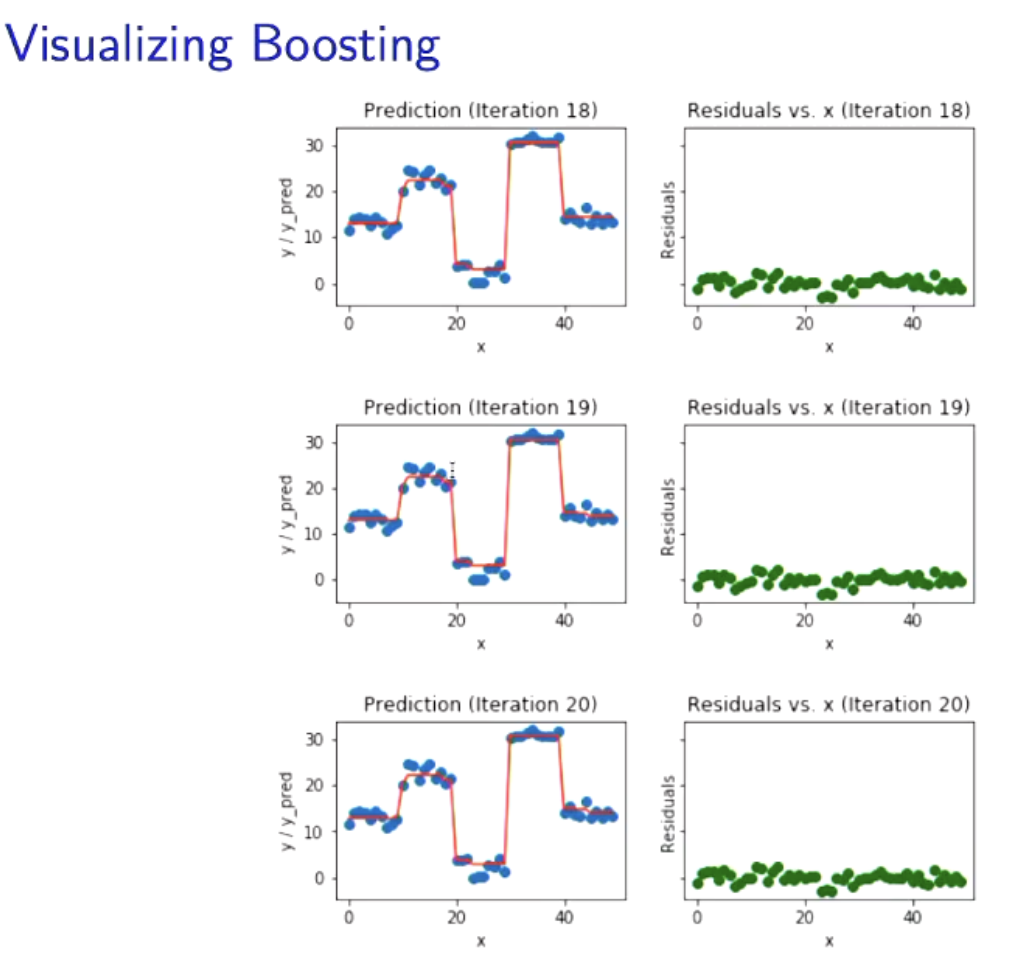 Visualizing Boosting
Prediction (Iteration 18)
Residuals vs. x (Iteration 18)
y / y_pred
30
20
10
0
0 20 40
x
Residuals
0 20 40
x
Prediction (Iteration 19)
Residuals vs. x (Iteration 19)
y / y_pred
30
20
10
0
0 20 40
x
Residuals
0 20 40
x
Prediction (Iteration 20)
Residuals vs. x (Iteration 20)
y / y_pred
30
20
10
0
0 20 40
x
Residuals
0 20 40
x